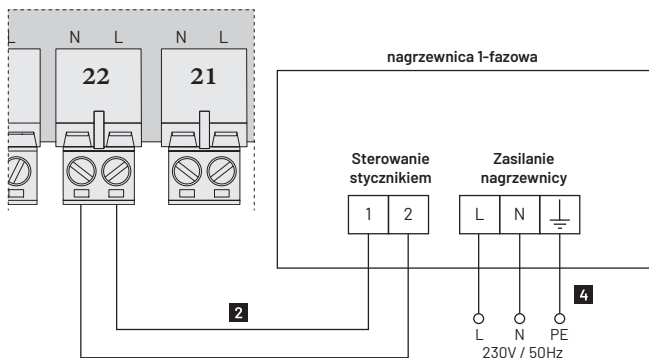 L N L N L
22 21
nagrzewnica 1-fazowa
Sterowanie
stycznikiem
Zasilanie
nagrzewnicy
1 2
L N
2
4
L N PE
230V / 50Hz